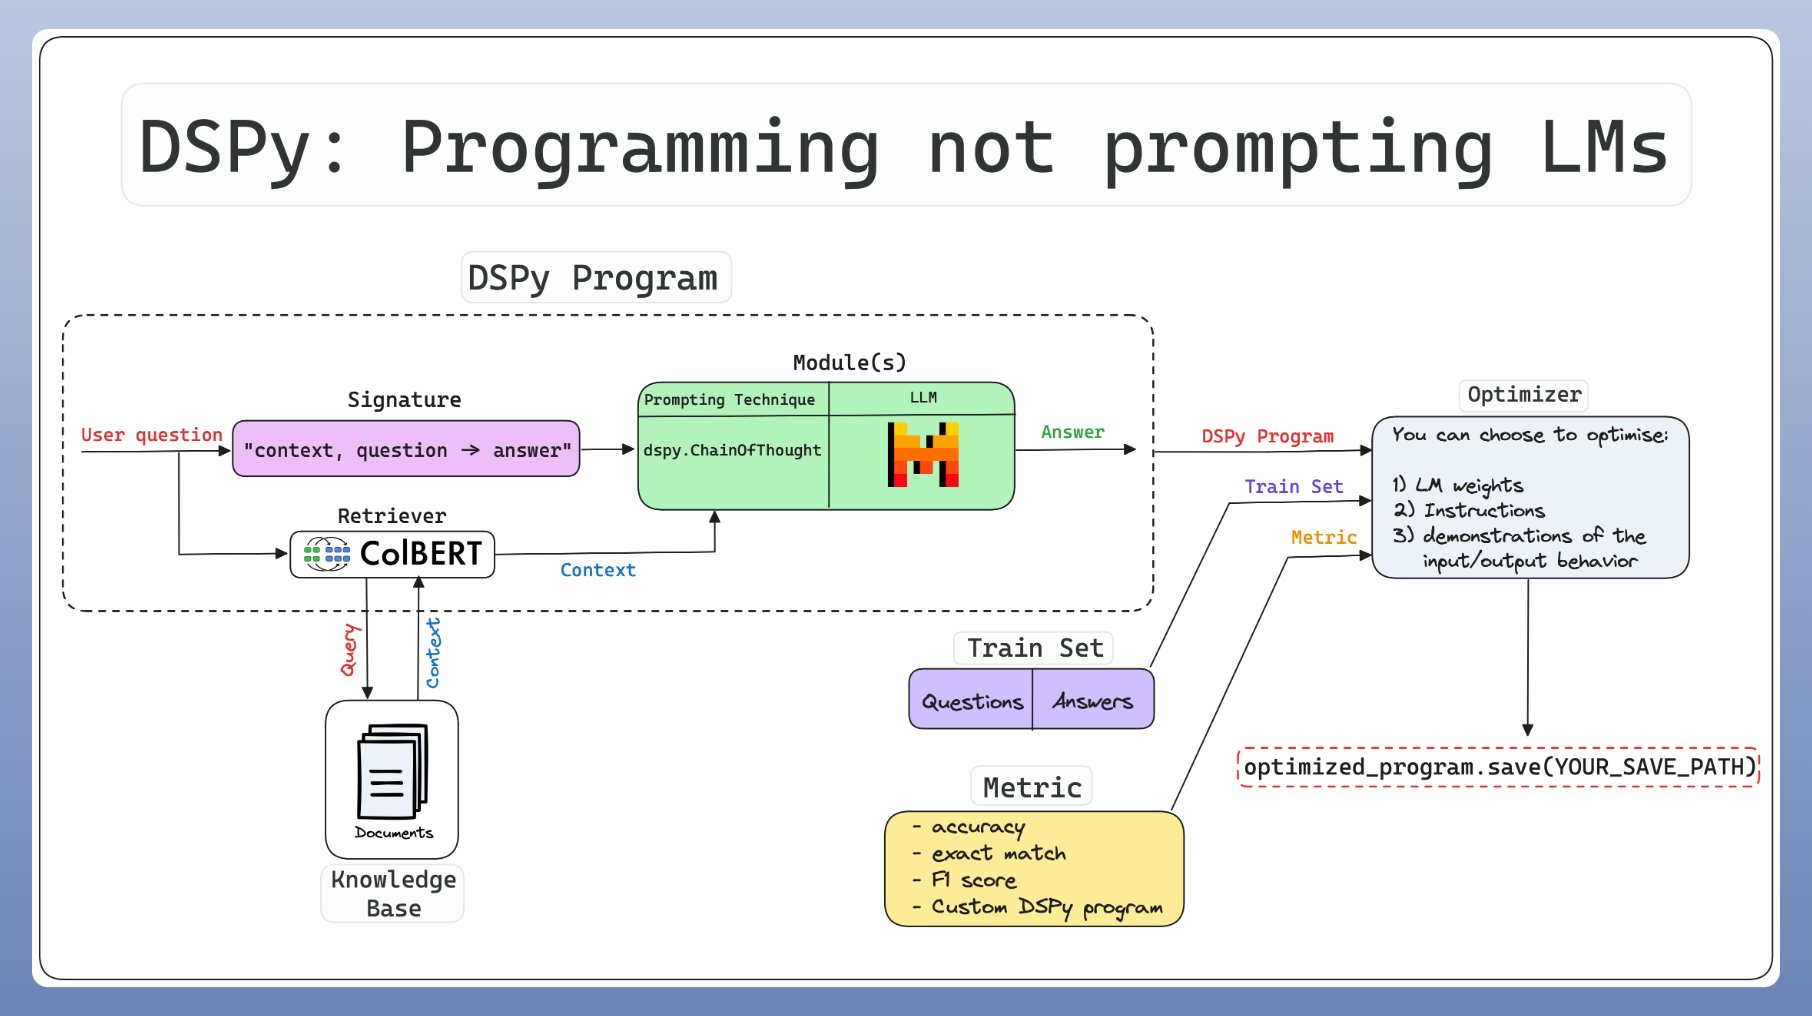 DSPy: Programming not prompting LMs
DSPy Program
Module(s)
Signature
Prompting Technique
LLM
User question
"context, question -> answer"
dspy.ChainOfThought
Answer
Retriever
ColBERT
Context
Query
Context
Documents
Knowledge
Base
DSPy Program
Train Set
Metric
Optimizer
You can choose to optimise:
1) LM weights
2) Instructions
3) demonstrations of the
input/output behavior
Train Set
Questions
Answers
Metric
- accuracy
- exact match
- F1 score
- Custom DSPy program
optimized_program.save(YOUR_SAVE_PATH)